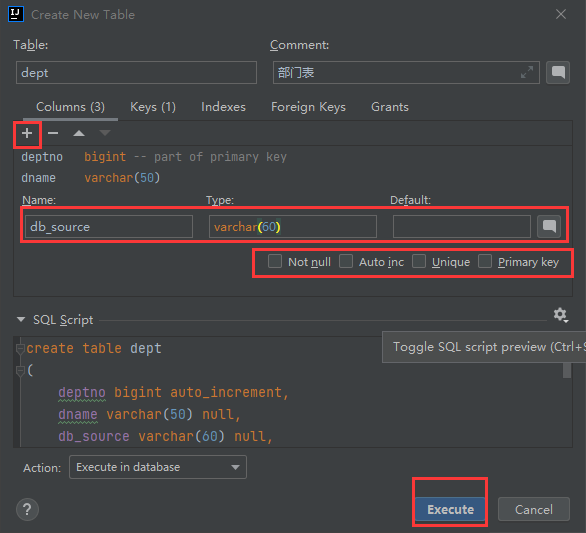 IJ Create New Table
Table: Comment:
dept 部门表
Columns (3) Keys (1) Indexes Foreign Keys Grants
deptno bigint -- part of primary key
dname varchar(50)
Name: Type: Default:
db_source varchar(60)
Not null Auto inc Unique Primary key
SQL Script
create table dept
Toggle SQL script preview (Ctrl+S
(
deptno bigint auto_increment,
dname varchar(50) null,
db_source varchar(60) null,
Action: Execute in database
? Execute Cancel